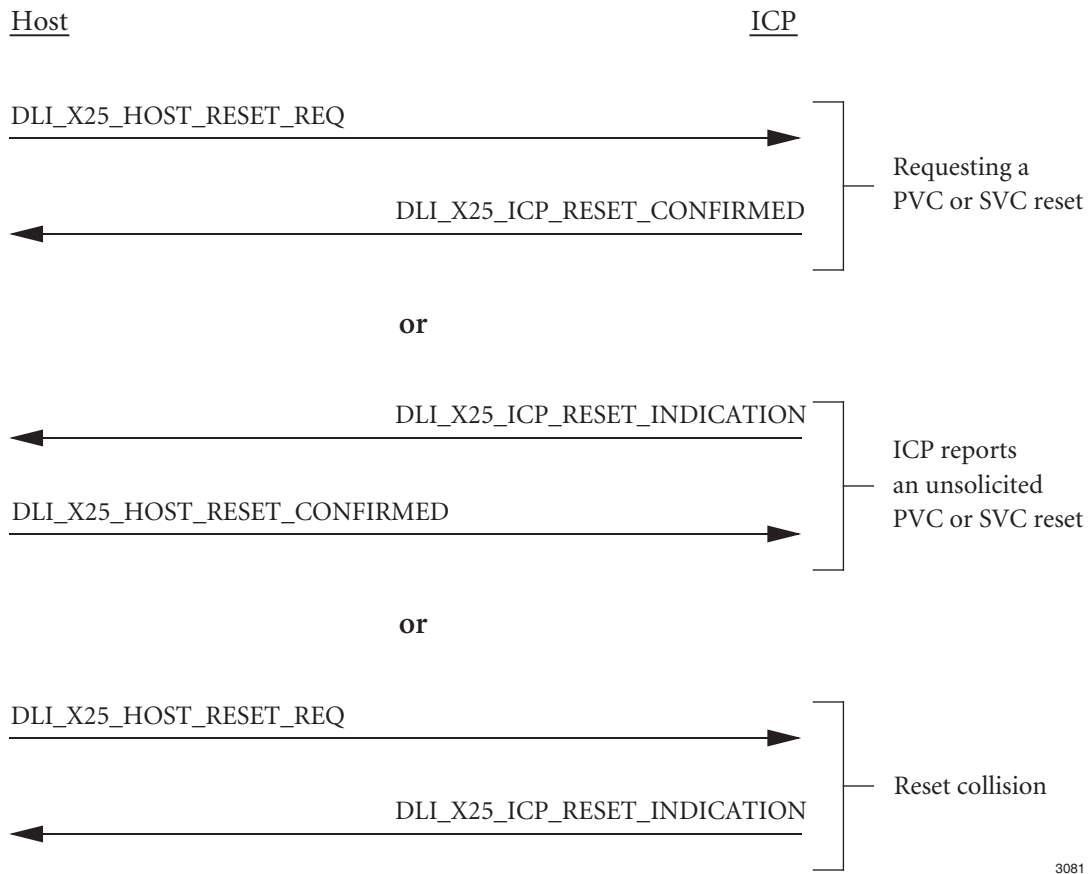 Host
ICP
DLI_X25_HOST_RESET_REQ
DLI_X25_ICP_RESET_CONFIRMED
Requesting a
PVC or SVC reset
or
DLI_X25_ICP_RESET_INDICATION
DLI_X25_HOST_RESET_CONFIRMED
ICP reports
an unsolicited
PVC or SVC reset
or
DLI_X25_HOST_RESET_REQ
DLI_X25_ICP_RESET_INDICATION
Reset collision
3081